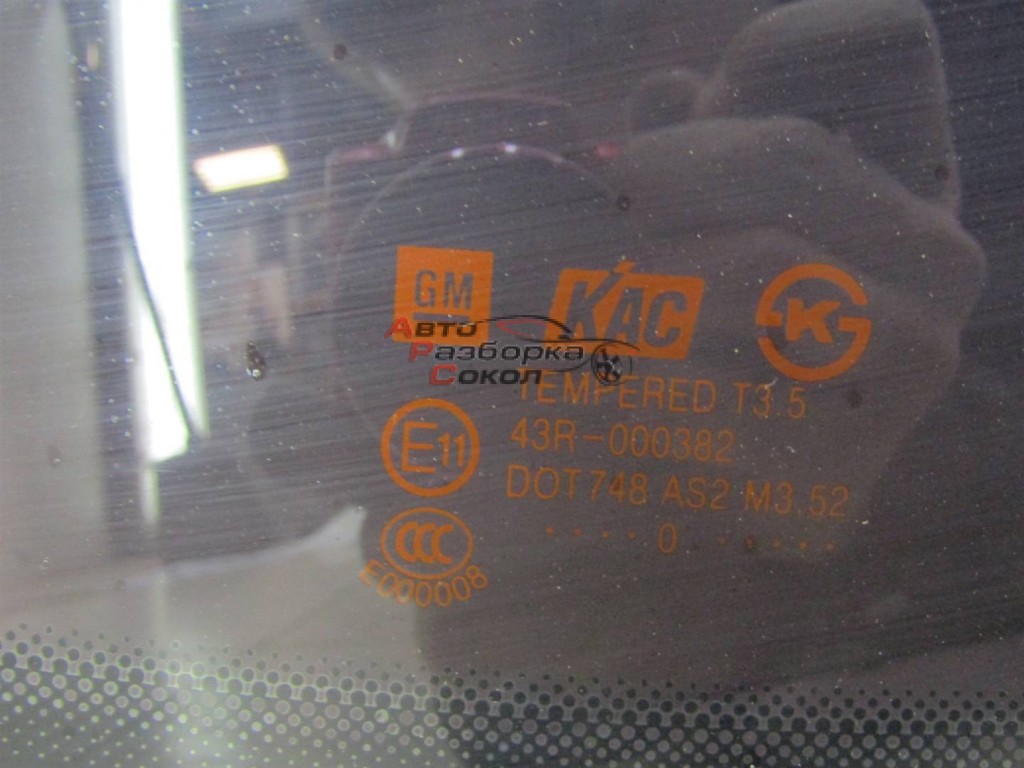 GM KAC K
Авто
Разборка
Сокол
TEMPERED T3.5
E11 43R-000382
DOT748 AS2 M3.52
....0.....
CCC
E000008